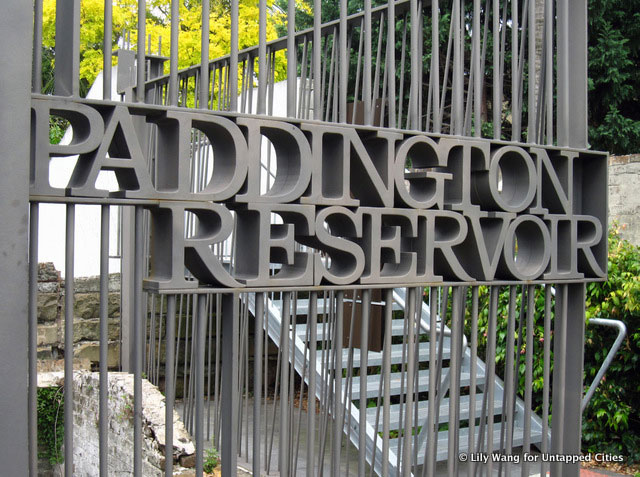 PADDINGTON
RESERVOIR
© Lily Wang for Untapped Cities